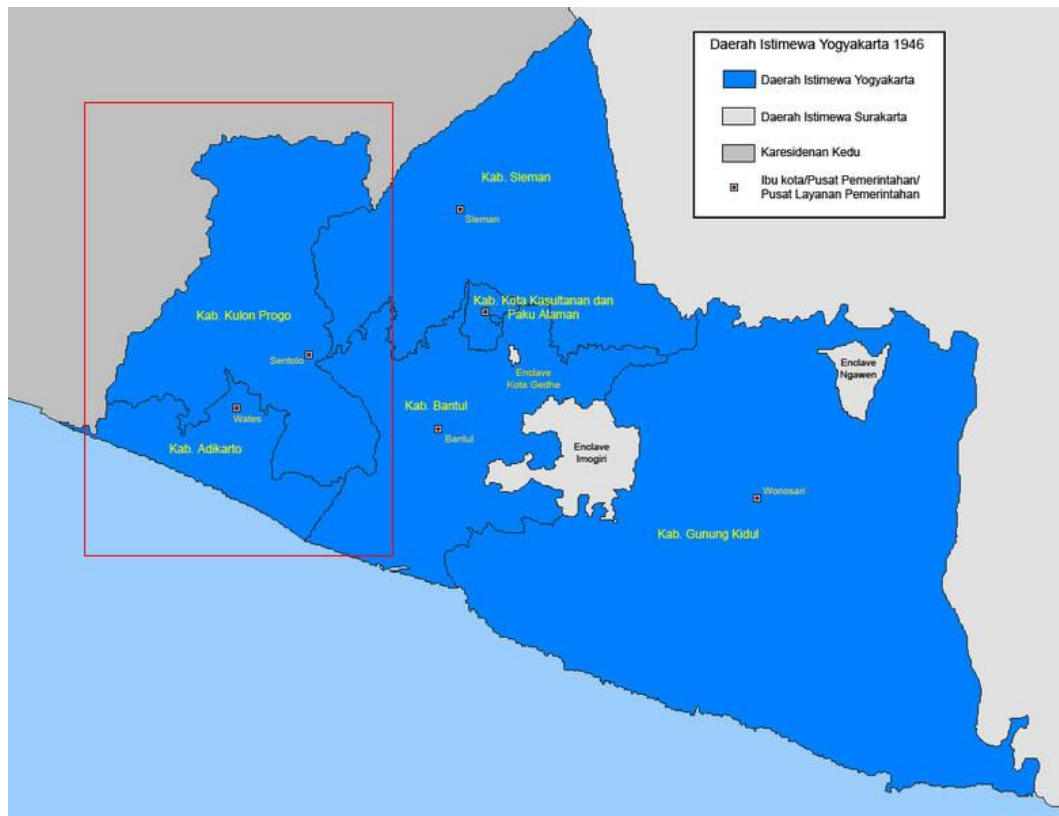 Daerah Istimewa Yogyakarta 1946
Daerah Istimewa Yogyakarta
Daerah Istimewa Surakarta
Karesidenan Kedu
Ibu kota/Pusat Pemerintahan/
Pusat Layanan Pemerintahan
Kab. Sleman
Sleman
Kab. Kota Kasultanan dan
Paku Alaman
Kab. Kulon Progo
Sentolo
Enclave
Kota Gedhe
Enclave
Ngawen
Kab. Bantul
Bantul
Wates
Kab. Adikarto
Enclave
Imogiri
Wonosari
Kab. Gunung Kidul